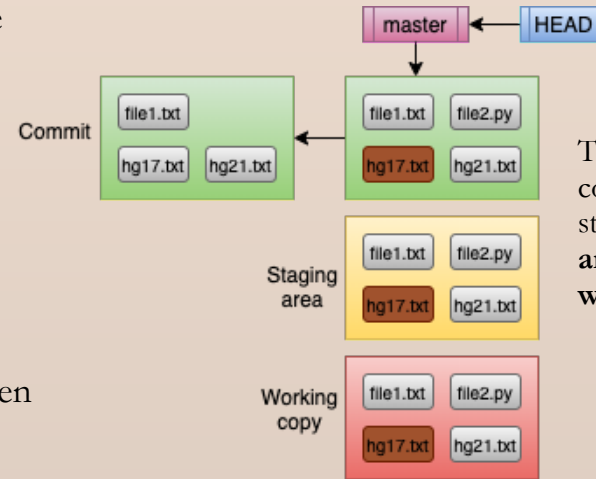 master
HEAD
Commit
file1.txt
hg17.txt hg21.txt
file1.txt file2.py
hg17.txt hg21.txt
Staging
area
file1.txt file2.py
hg17.txt hg21.txt
Working
copy
file1.txt file2.py
hg17.txt hg21.txt